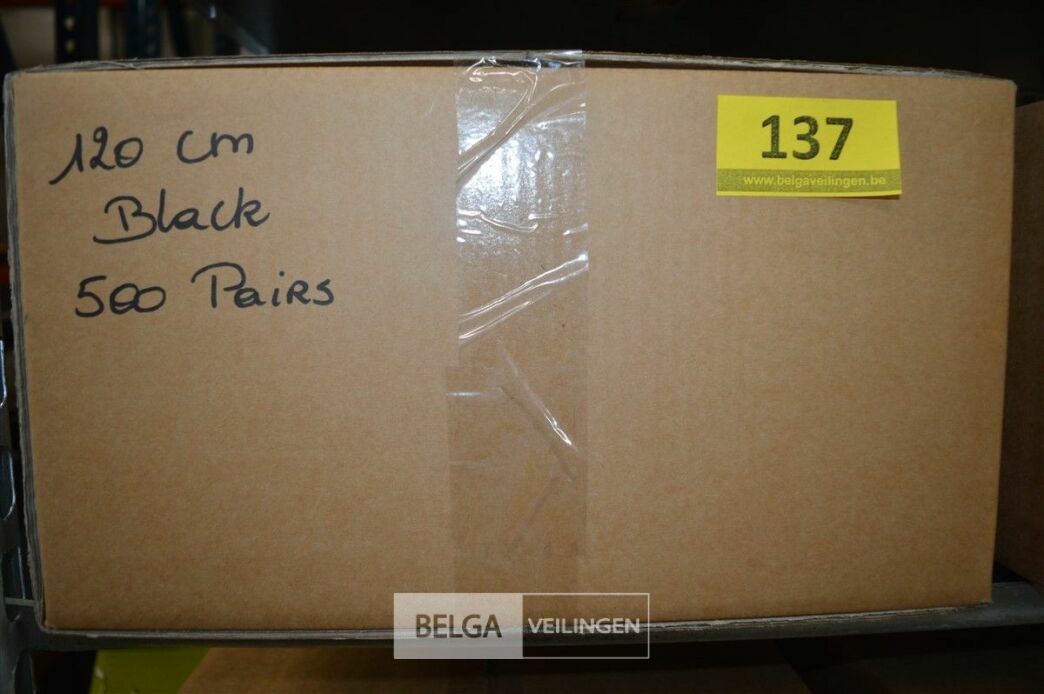 120 cm
Black
500 Pairs
137
www.belgaveilingen.be
BELGA VEILINGEN